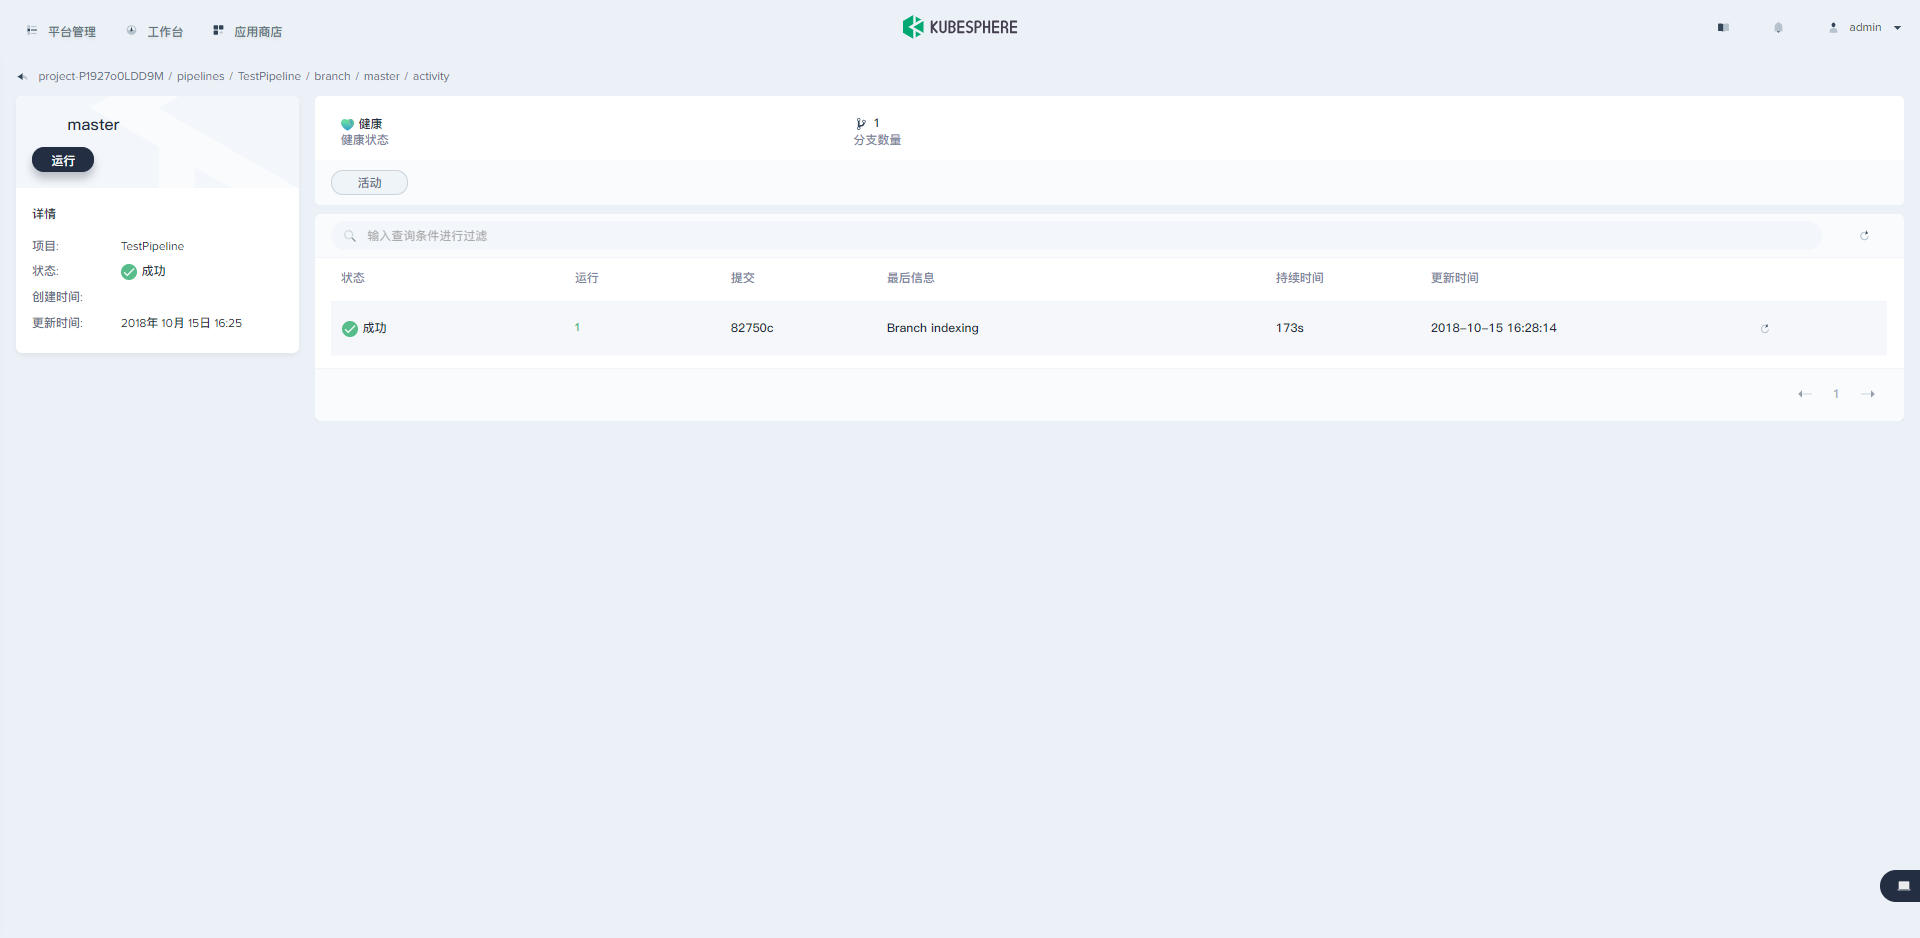 平台管理 工作台 应用商店 KUBESPHERE admin
project-P1927o0LDD9M / pipelines / TestPipeline / branch / master / activity
master
运行
详情
项目: TestPipeline
状态: 成功
创建时间:
更新时间: 2018年 10月 15日 16:25
健康 1
健康状态 分支数量
活动
输入查询条件进行过滤
状态 运行 提交 最后信息 持续时间 更新时间
成功 1 82750c Branch indexing 173s 2018-10-15 16:28:14
1